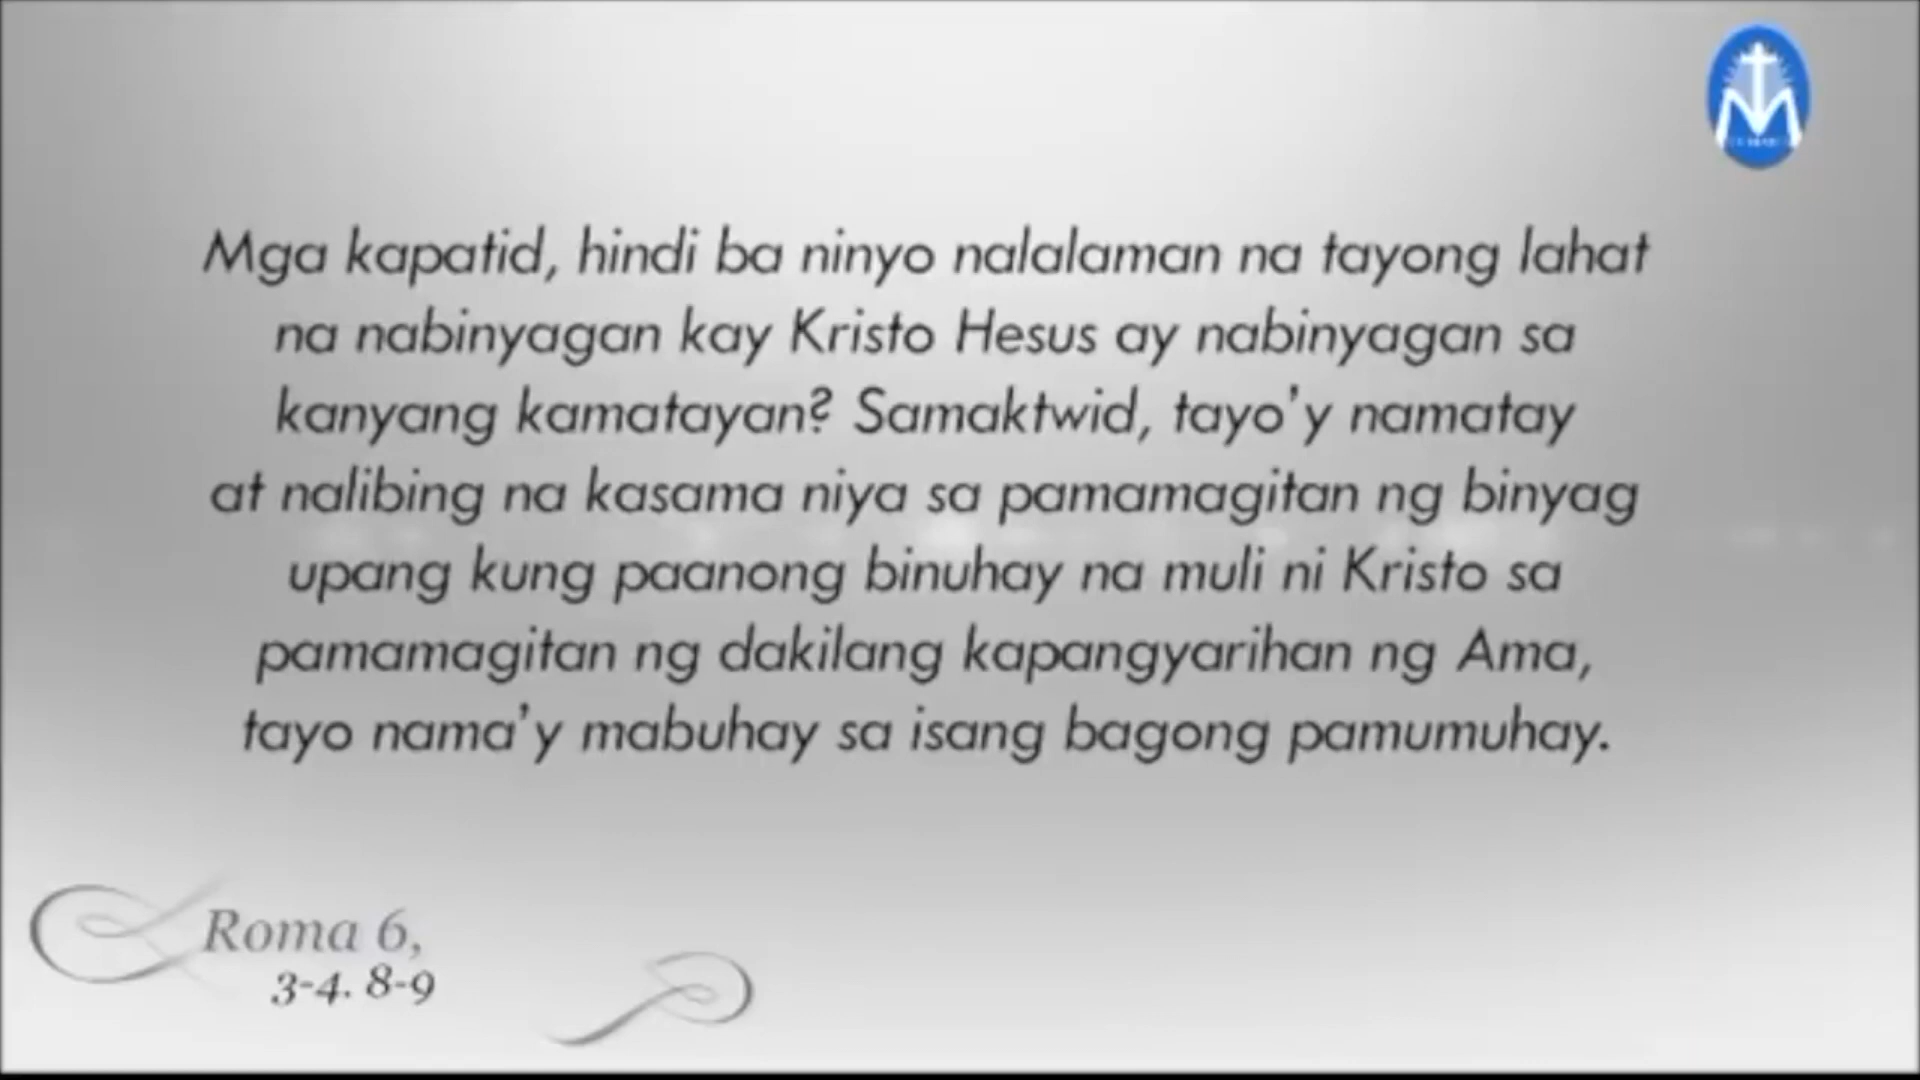 Mga kapatid, hindi ba ninyo nalalaman na tayong lahat
na nabinyagan kay Kristo Hesus ay nabinyagan sa
kanyang kamatayan? Samaktwid, tayo'y namatay
at nalibing na kasama niya sa pamamagitan ng binyag
upang kung paanong binuhay na muli ni Kristo sa
pamamagitan ng dakilang kapangyarihan ng Ama,
tayo nama'y mabuhay sa isang bagong pamumuhay.
Roma 6,
3-4. 8-9